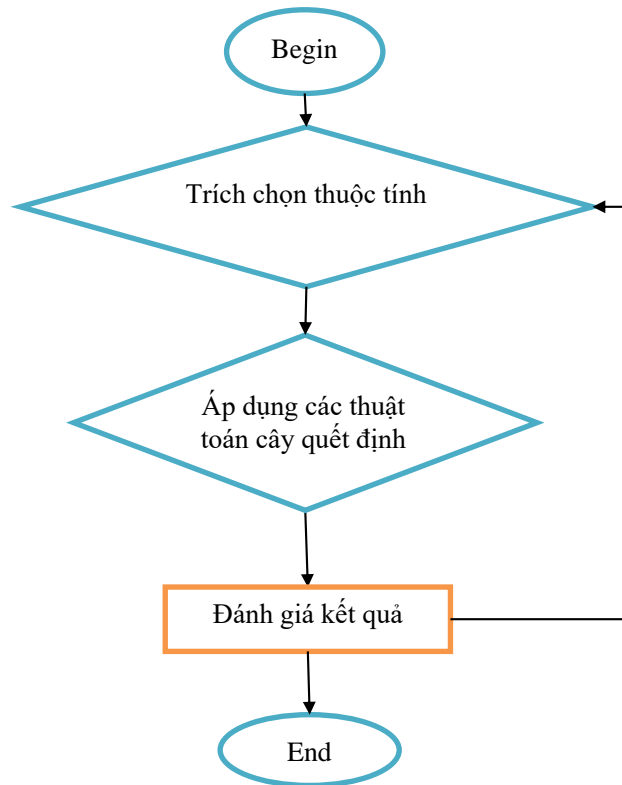 Begin
Trích chọn thuộc tính
Áp dụng các thuật
toán cây quết định
Đánh giá kết quả
End